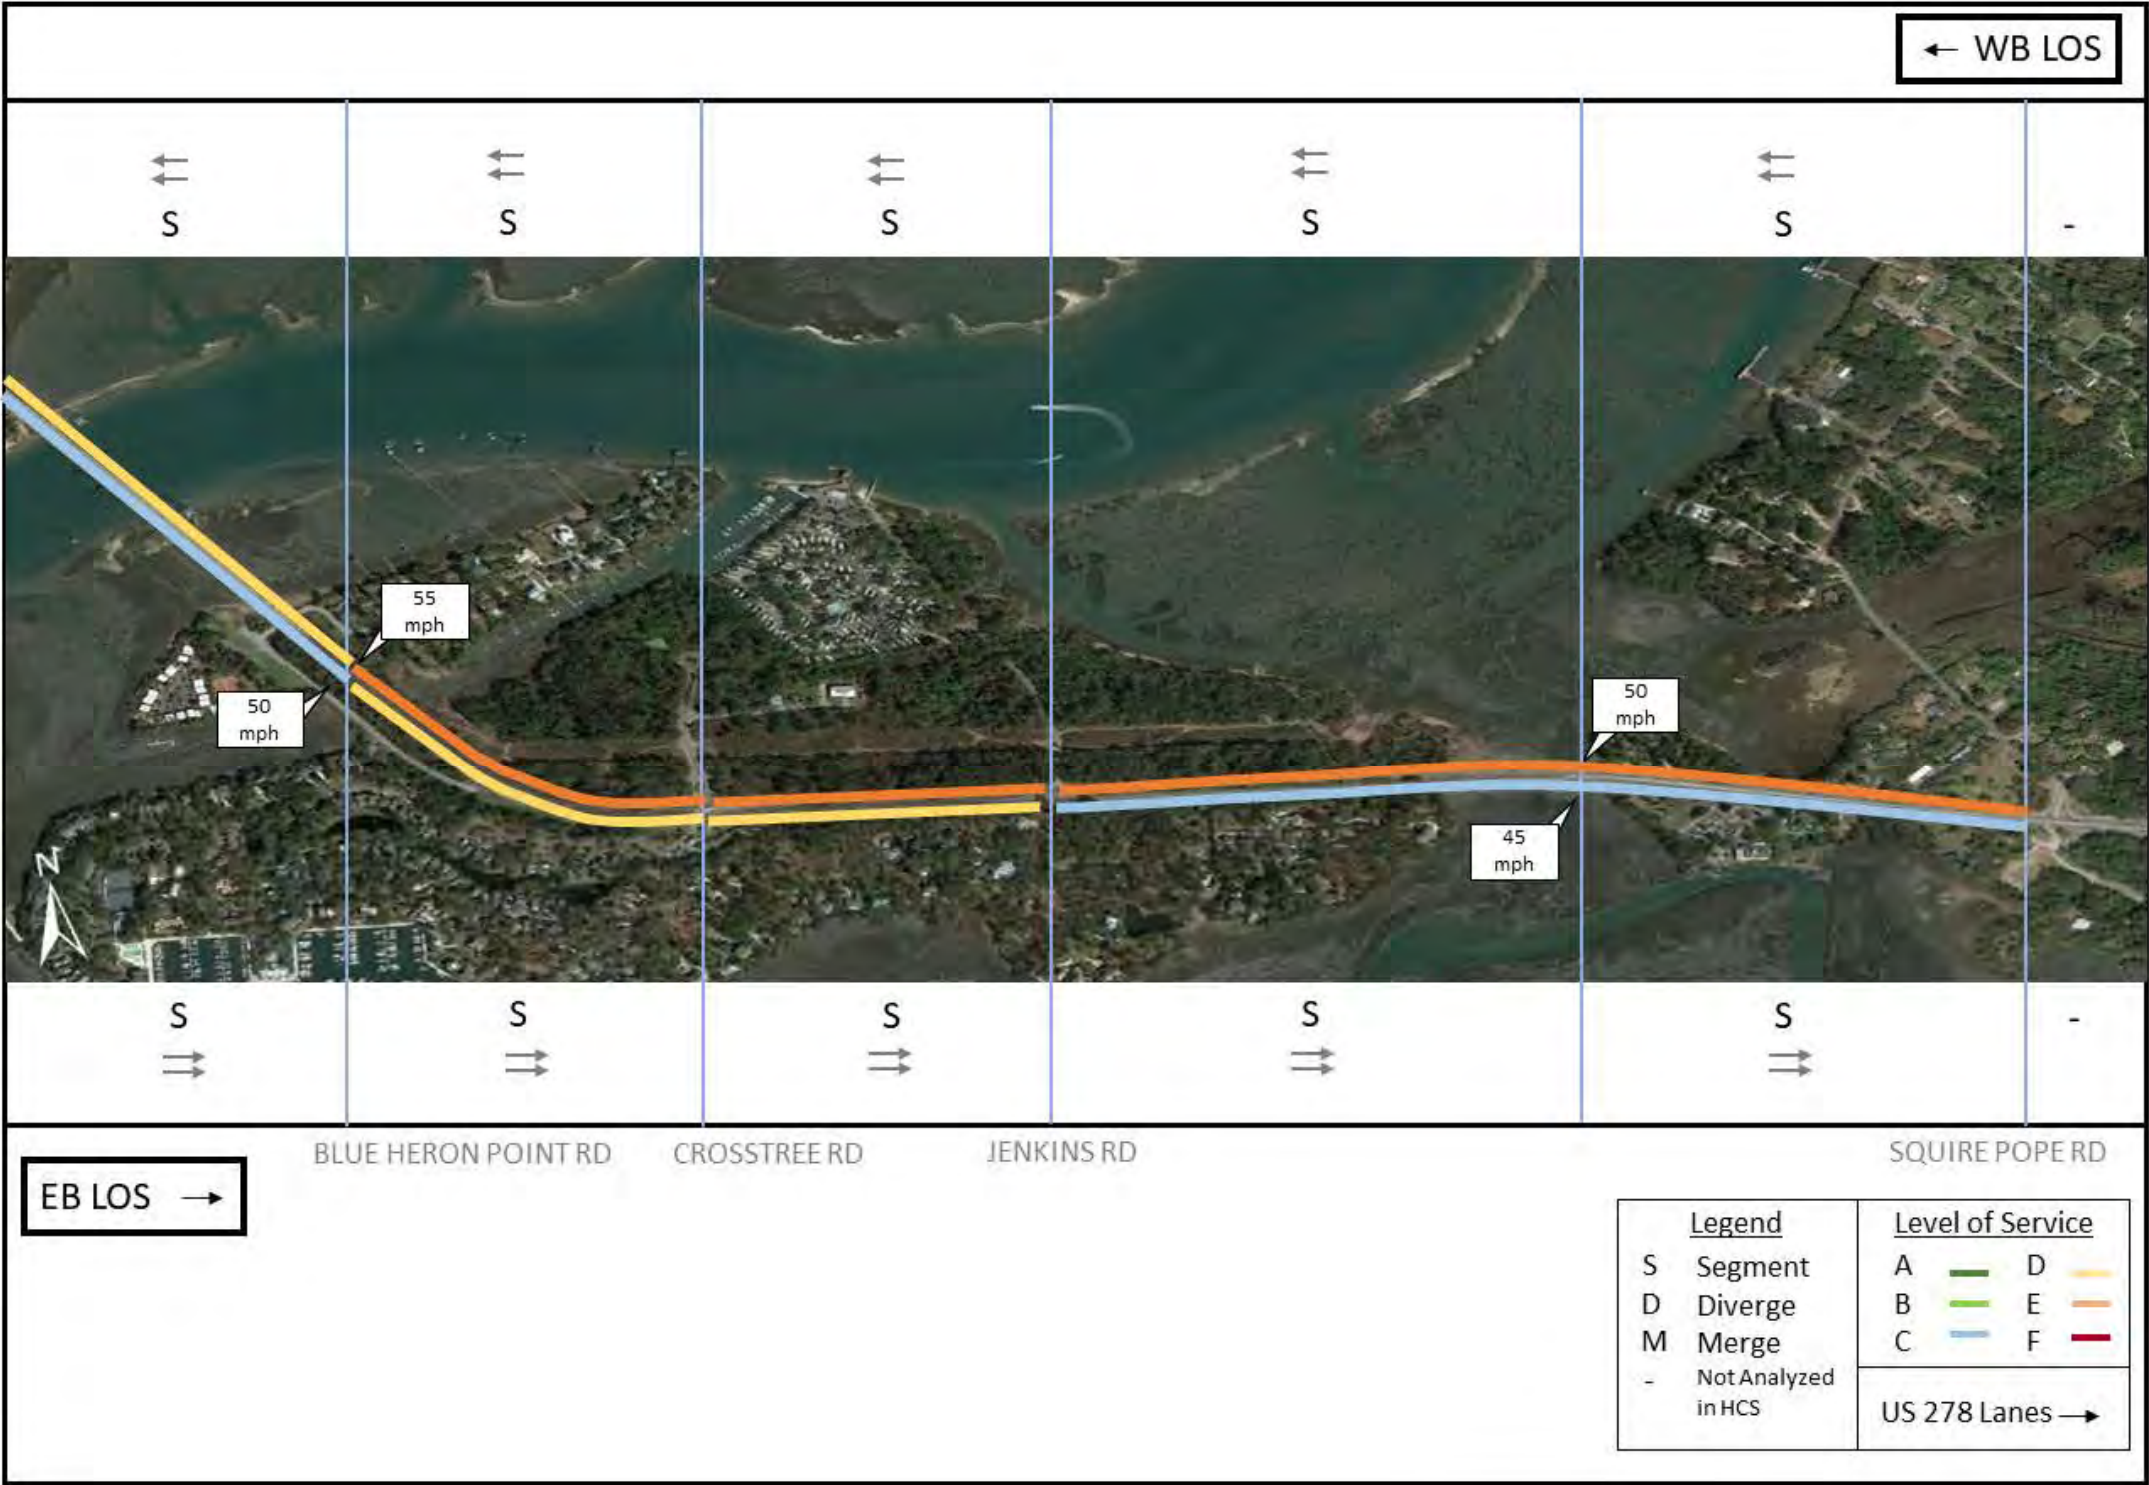 ← WB LOS
S S S S S -
55
mph
50
mph
50
mph
45
mph
N
S S S S S -
BLUE HERON POINT RD CROSSTREE RD JENKINS RD SQUIRE POPE RD
EB LOS →
Legend
S Segment
D Diverge
M Merge
- Not Analyzed
in HCS
Level of Service
A D
B E
C F
US 278 Lanes →